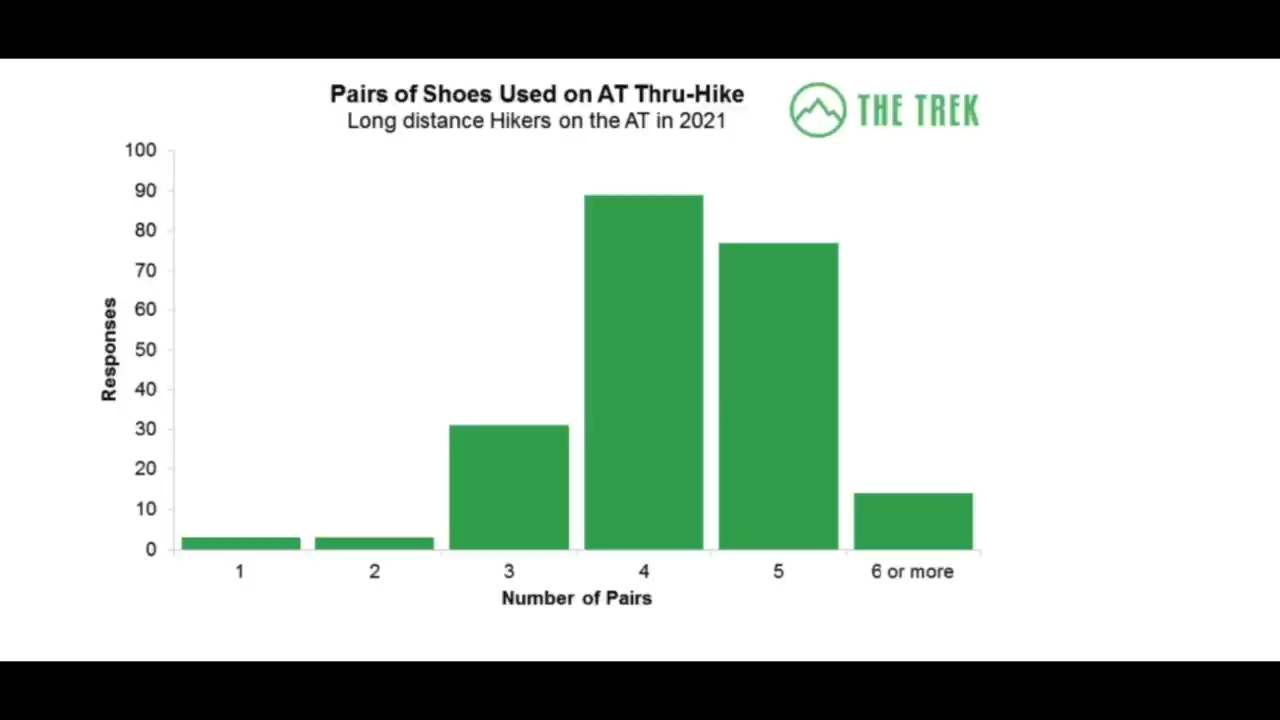 Pairs of Shoes Used on AT Thru-Hike
Long distance Hikers on the AT in 2021
THE TREK
100
90
80
70
60
50
40
30
20
10
0
Responses
1 2 3 4 5 6 or more
Number of Pairs